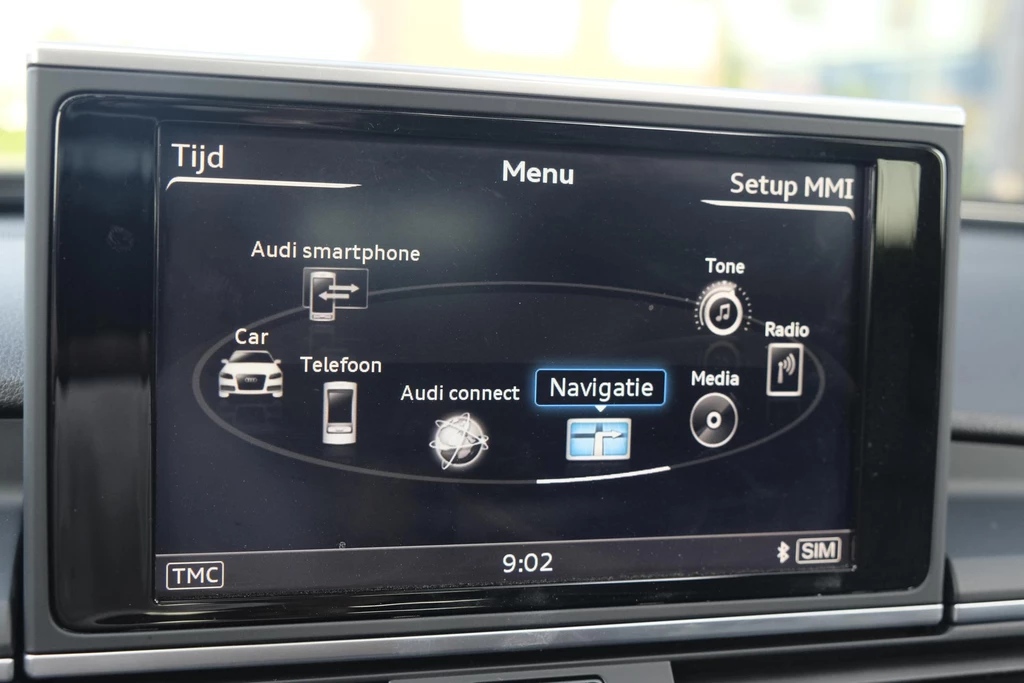 Tijd
Menu
Setup MMI
Audi smartphone
Tone
Car
Radio
Telefoon
Media
Audi connect
Navigatie
TMC
9:02
SIM